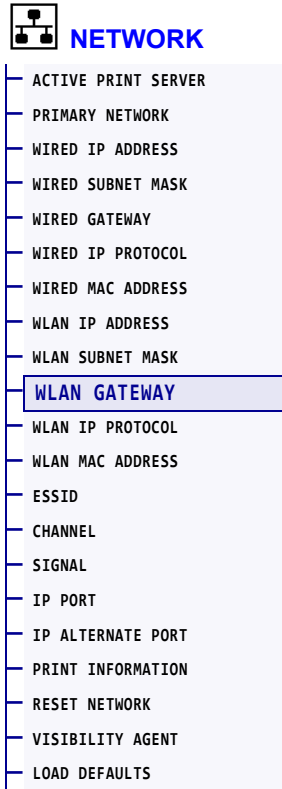 NETWORK
ACTIVE PRINT SERVER
PRIMARY NETWORK
WIRED IP ADDRESS
WIRED SUBNET MASK
WIRED GATEWAY
WIRED IP PROTOCOL
WIRED MAC ADDRESS
WLAN IP ADDRESS
WLAN SUBNET MASK
WLAN GATEWAY
WLAN IP PROTOCOL
WLAN MAC ADDRESS
ESSID
CHANNEL
SIGNAL
IP PORT
IP ALTERNATE PORT
PRINT INFORMATION
RESET NETWORK
VISIBILITY AGENT
LOAD DEFAULTS